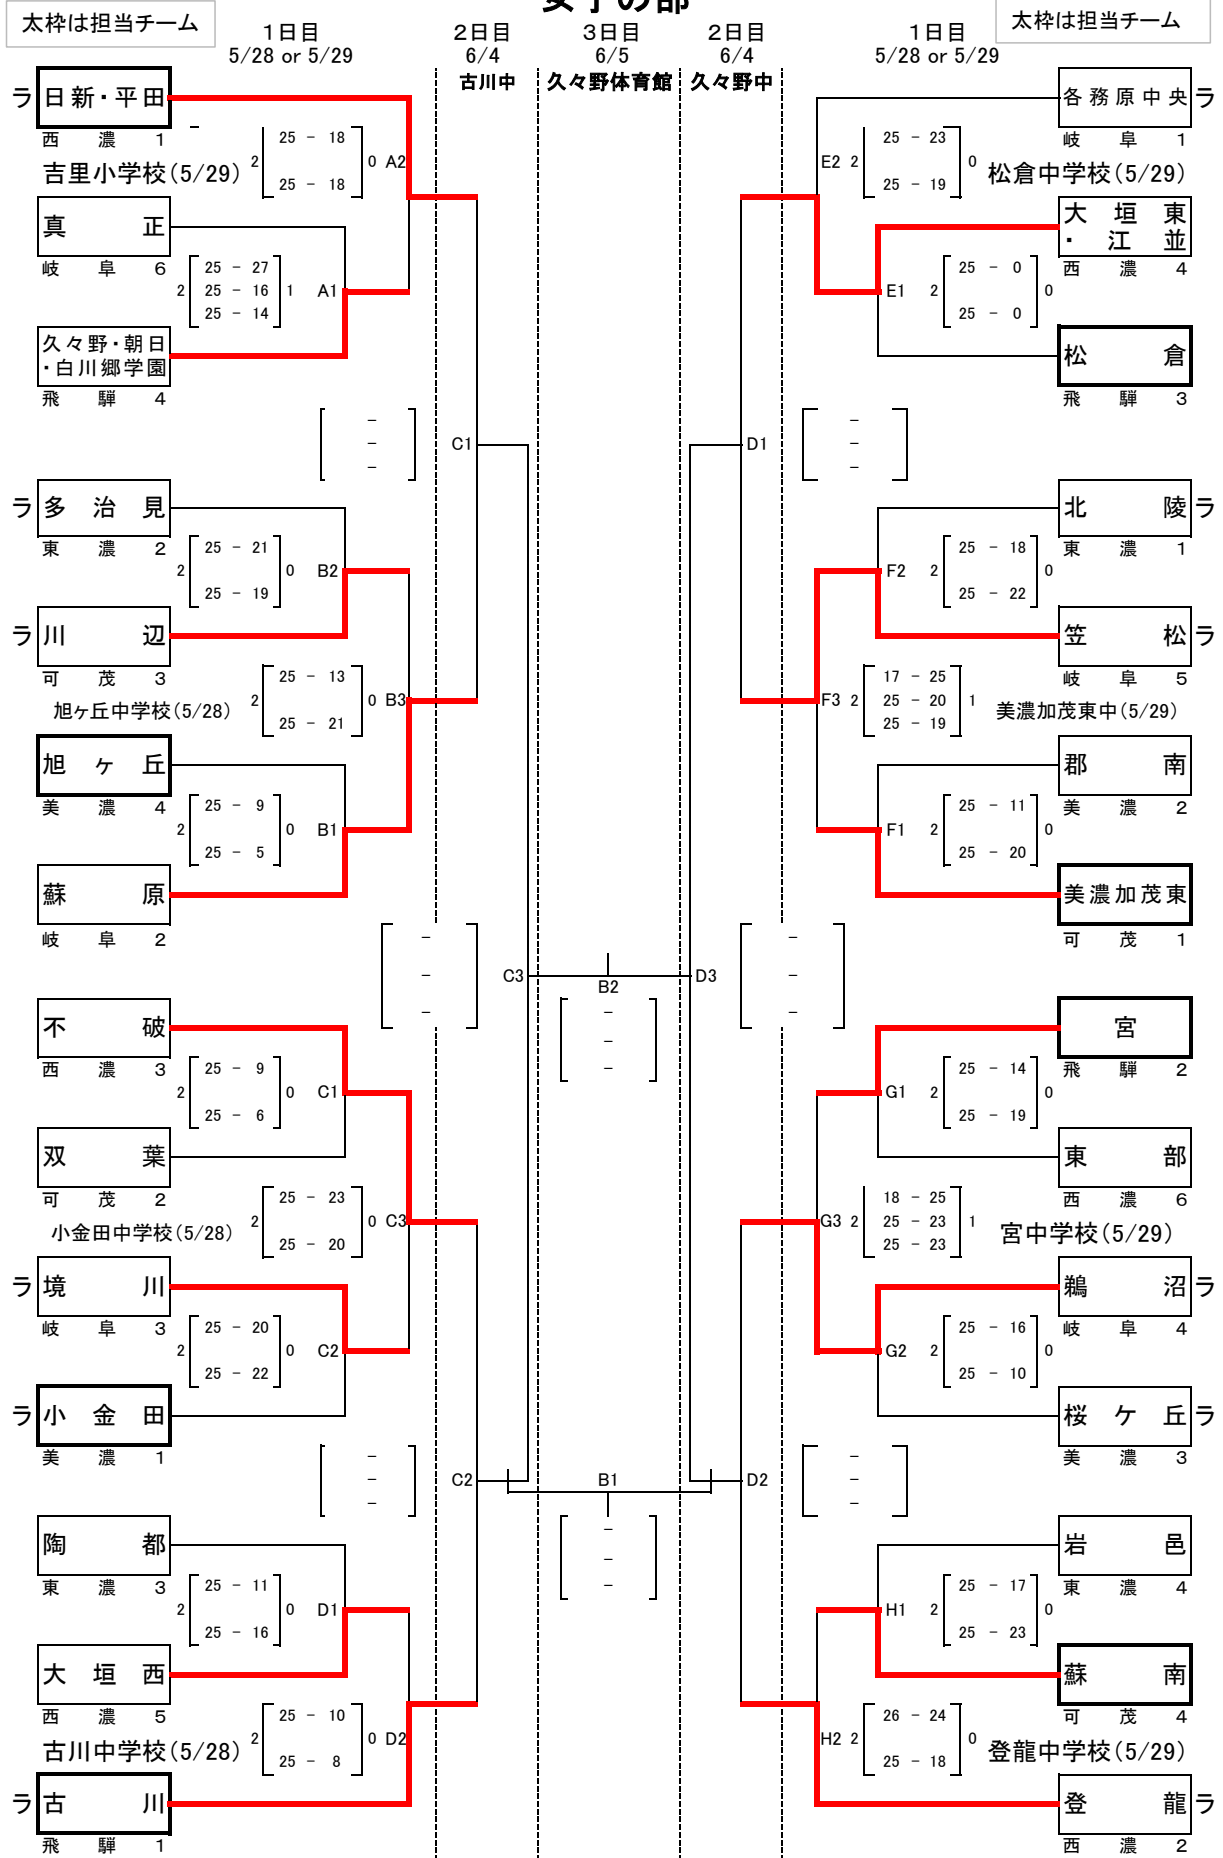 女子の部
太枠は担当チーム
太枠は担当チーム
1日目
5/28 or 5/29
2日目
6/4
古川中
3日目
6/5
久々野体育館
2日目
6/4
久々野中
1日目
5/28 or 5/29
ラ 日新・平田
西濃1
吉里小学校(5/29)
2 25 - 18 0 A2
25 - 18
真正
岐阜6
2 25 - 27 1 A1
25 - 16
25 - 14
久々野・朝日
・白川郷学園
飛騨4
- C1
-
-
ラ 多治見
東濃2
2 25 - 21 0 B2
25 - 19
ラ 川辺
可茂3
旭ヶ丘中学校(5/28)
2 25 - 13 0 B3
25 - 21
旭ヶ丘
美濃4
2 25 - 9 0 B1
25 - 5
蘇原
岐阜2
- C3
-
-
不破
西濃3
2 25 - 9 0 C1
25 - 6
双葉
可茂2
小金田中学校(5/28)
2 25 - 23 0 C3
25 - 20
ラ 境川
岐阜3
2 25 - 20 0 C2
25 - 22
ラ 小金田
美濃1
- C2
-
-
陶都
東濃3
2 25 - 11 0 D1
25 - 16
大垣西
西濃5
古川中学校(5/28)
2 25 - 10 0 D2
25 - 8
ラ 古川
飛騨1
B2
-
-
-
B1
-
-
-
各務原中央 ラ
岐阜1
E2 2 25 - 23 0
25 - 19
松倉中学校(5/29)
大垣東
・江並
西濃4
E1 2 25 - 0 0
25 - 0
松倉
飛騨3
D1 -
-
-
北陵 ラ
東濃1
F2 2 25 - 18 0
25 - 22
笠松 ラ
岐阜5
F3 2 17 - 25 1
25 - 20
25 - 19
美濃加茂東中(5/29)
郡南
美濃2
F1 2 25 - 11 0
25 - 20
美濃加茂東
可茂1
D3 -
-
-
宮
飛騨2
G1 2 25 - 14 0
25 - 19
東部
西濃6
G3 2 18 - 25 1
25 - 23
25 - 23
宮中学校(5/29)
鵜沼 ラ
岐阜4
G2 2 25 - 16 0
25 - 10
桜ケ丘 ラ
美濃3
D2 -
-
-
岩邑
東濃4
H1 2 25 - 17 0
25 - 23
蘇南
可茂4
H2 2 26 - 24 0
25 - 18
登龍中学校(5/29)
登龍 ラ
西濃2